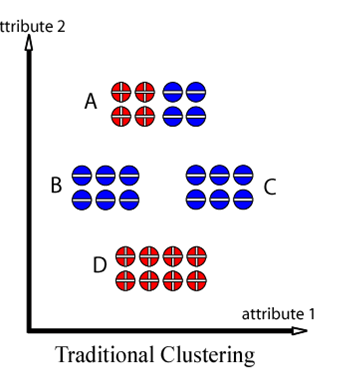 ttribute 2
A
B
C
D
attribute 1
Traditional Clustering